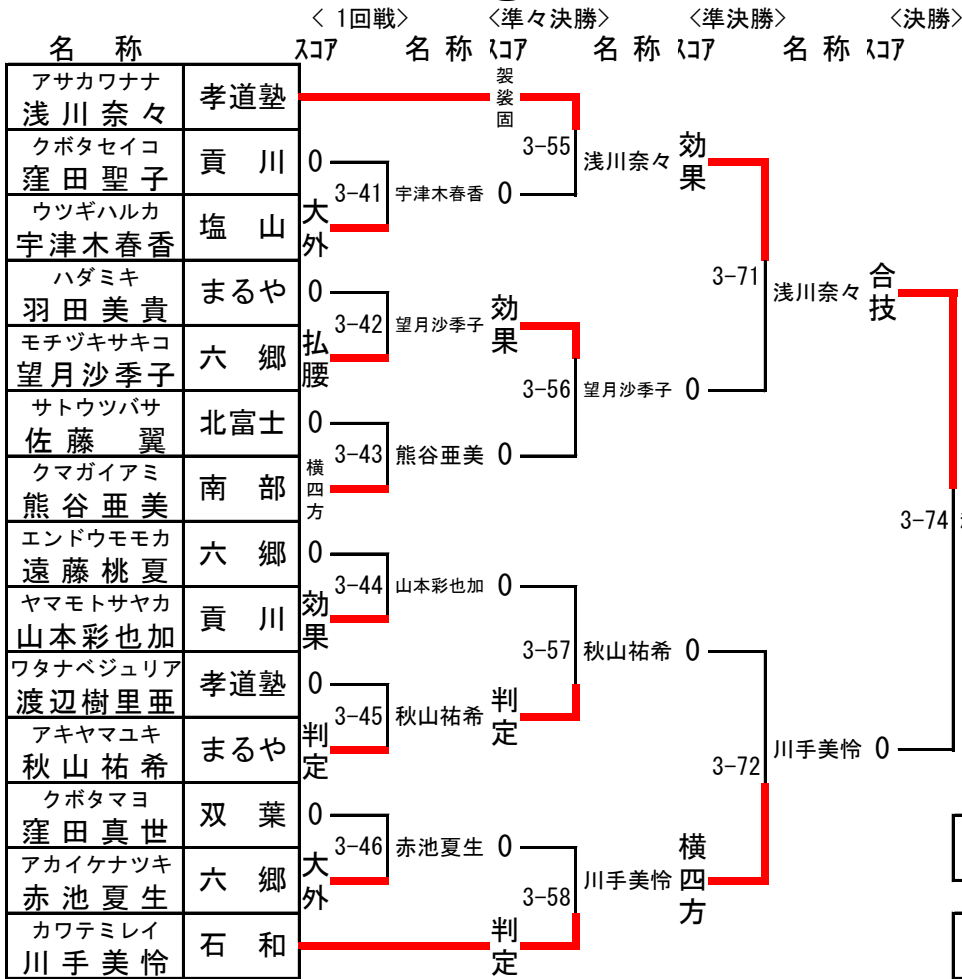 < 1回戦> <準々決勝> <準決勝> <決勝>
名 称 スコア 名 称 スコア 名 称 スコア 名 称 スコア
アサカワナナ
浅川奈々 孝道塾 袈裟固
3-55 浅川奈々 効果
クボタセイコ
窪田聖子 貢川 0
3-41 宇津木春香 0
ウツギハルカ
宇津木春香 塩山 大外
3-71 浅川奈々 合技
ハダミキ
羽田美貴 まるや 0
3-42 望月沙季子 効果
モチヅキサキコ
望月沙季子 六郷 払腰
3-56 望月沙季子 0
サトウツバサ
佐藤 翼 北富士 0
3-43 熊谷亜美 0
クマガイアミ
熊谷亜美 南部 横四方
3-74
エンドウモモカ
遠藤桃夏 六郷 0
3-44 山本彩也加 0
ヤマモトサヤカ
山本彩也加 貢川 効果
3-57 秋山祐希 0
ワタナベジュリア
渡辺樹里亜 孝道塾 0
3-45 秋山祐希 判定
アキヤマユキ
秋山祐希 まるや 判定
3-72 川手美怜 0
クボタマヨ
窪田真世 双葉 0
3-46 赤池夏生 0
アカイケナツキ
赤池夏生 六郷 大外
3-58 川手美怜 横四方
カワテミレイ
川手美怜 石和 判定